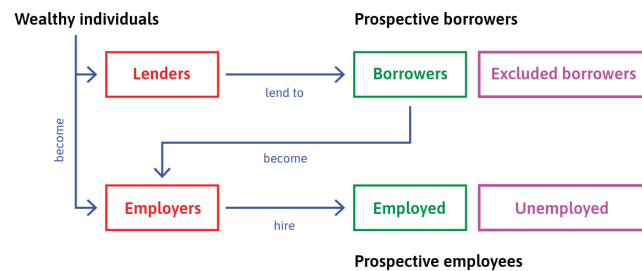 Wealthy individuals
Prospective borrowers
Lenders
lend to
Borrowers
Excluded borrowers
become
become
Employers
hire
Employed
Unemployed
Prospective employees